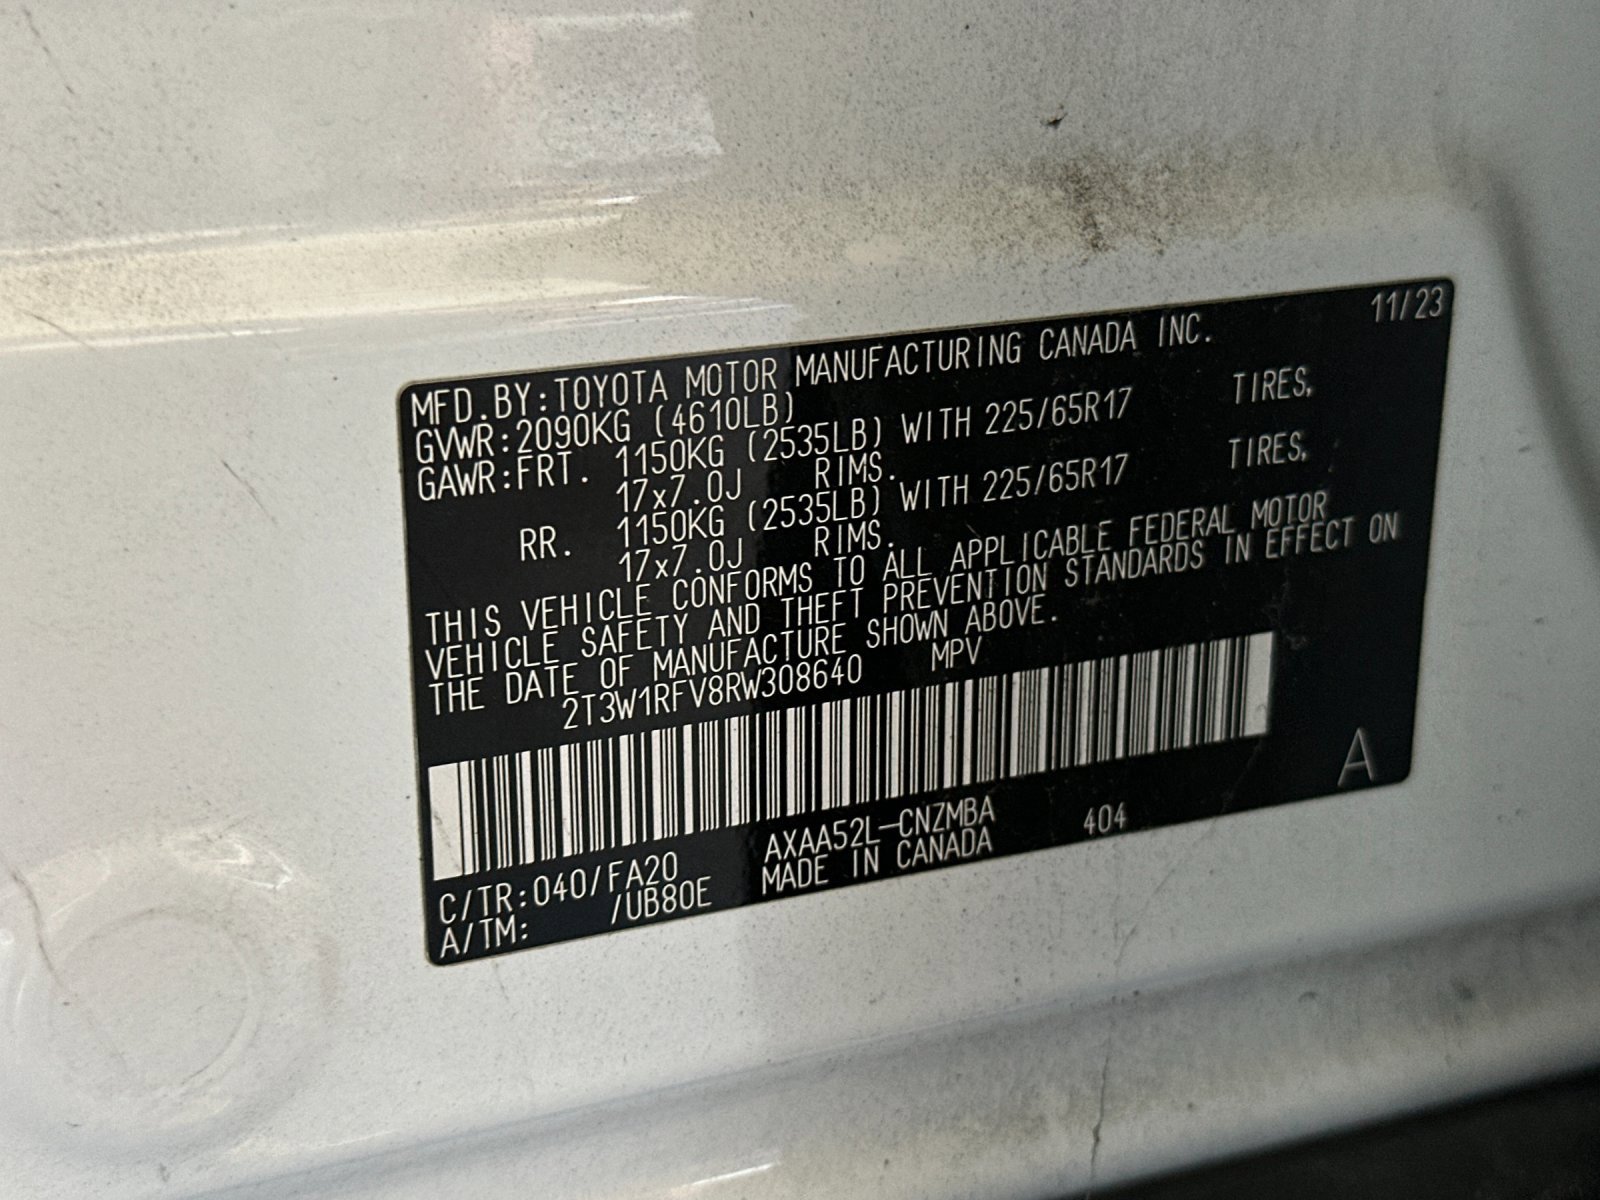 11/23
MFD.BY:TOYOTA MOTOR MANUFACTURING CANADA INC.
GVWR:2090KG (4610LB)
GAWR:FRT. 1150KG (2535LB) WITH 225/65R17 TIRES,
17x7.0J RIMS.
RR. 1150KG (2535LB) WITH 225/65R17 TIRES,
17x7.0J RIMS.
THIS VEHICLE CONFORMS TO ALL APPLICABLE FEDERAL MOTOR
VEHICLE SAFETY AND THEFT PREVENTION STANDARDS IN EFFECT ON
THE DATE OF MANUFACTURE SHOWN ABOVE.
2T3W1RFV8RW308640 MPV
A
C/TR:040/FA20 AXAA52L-CNZMBA 404
A/TM: /UB80E MADE IN CANADA